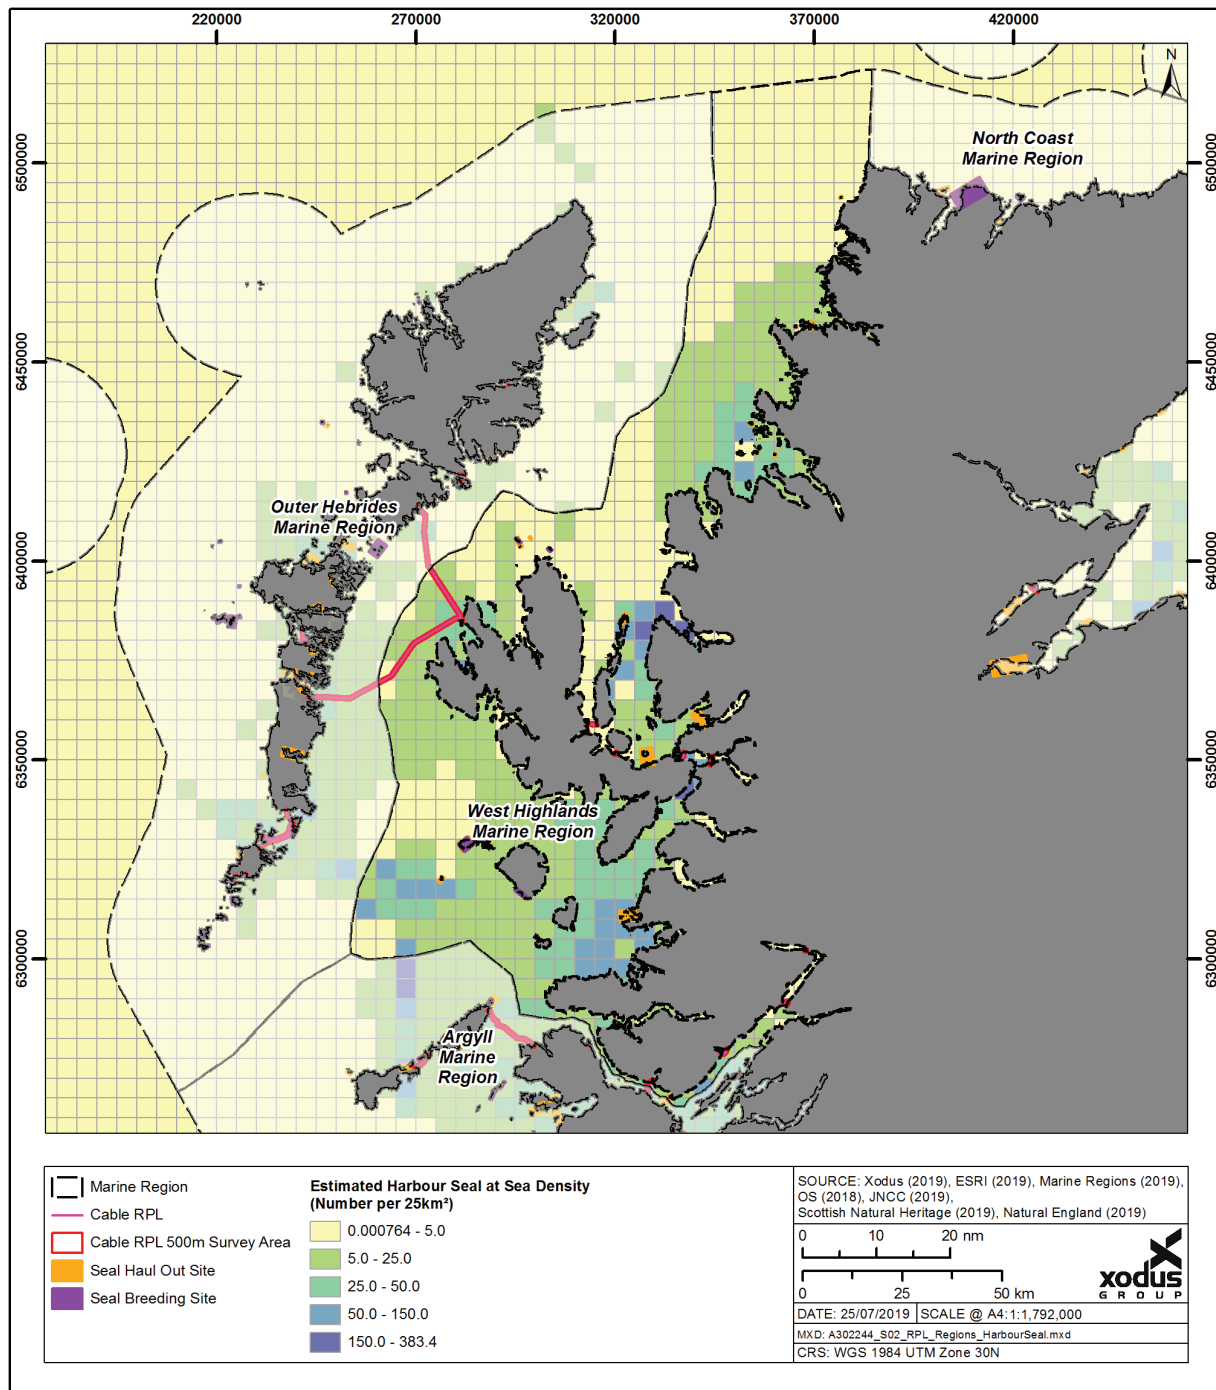 220000
270000
320000
370000
420000
N
North Coast
Marine Region
6500000
6500000
6450000
6450000
Outer Hebrides
Marine Region
6400000
6400000
6350000
6350000
West Highlands
Marine Region
6300000
6300000
Argyll
Marine
Region
Marine Region
Cable RPL
Cable RPL 500m Survey Area
Seal Haul Out Site
Seal Breeding Site
Estimated Harbour Seal at Sea Density
(Number per 25km²)
0.000764 - 5.0
5.0 - 25.0
25.0 - 50.0
50.0 - 150.0
150.0 - 383.4
SOURCE: Xodus (2019), ESRI (2019), Marine Regions (2019),
OS (2018), JNCC (2019),
Scottish Natural Heritage (2019), Natural England (2019)
0 10 20 nm
0 25 50 km
xodus
GROUP
DATE: 25/07/2019 SCALE @ A4:1:1,792,000
MXD: A302244_S02_RPL_Regions_HarbourSeal.mxd
CRS: WGS 1984 UTM Zone 30N